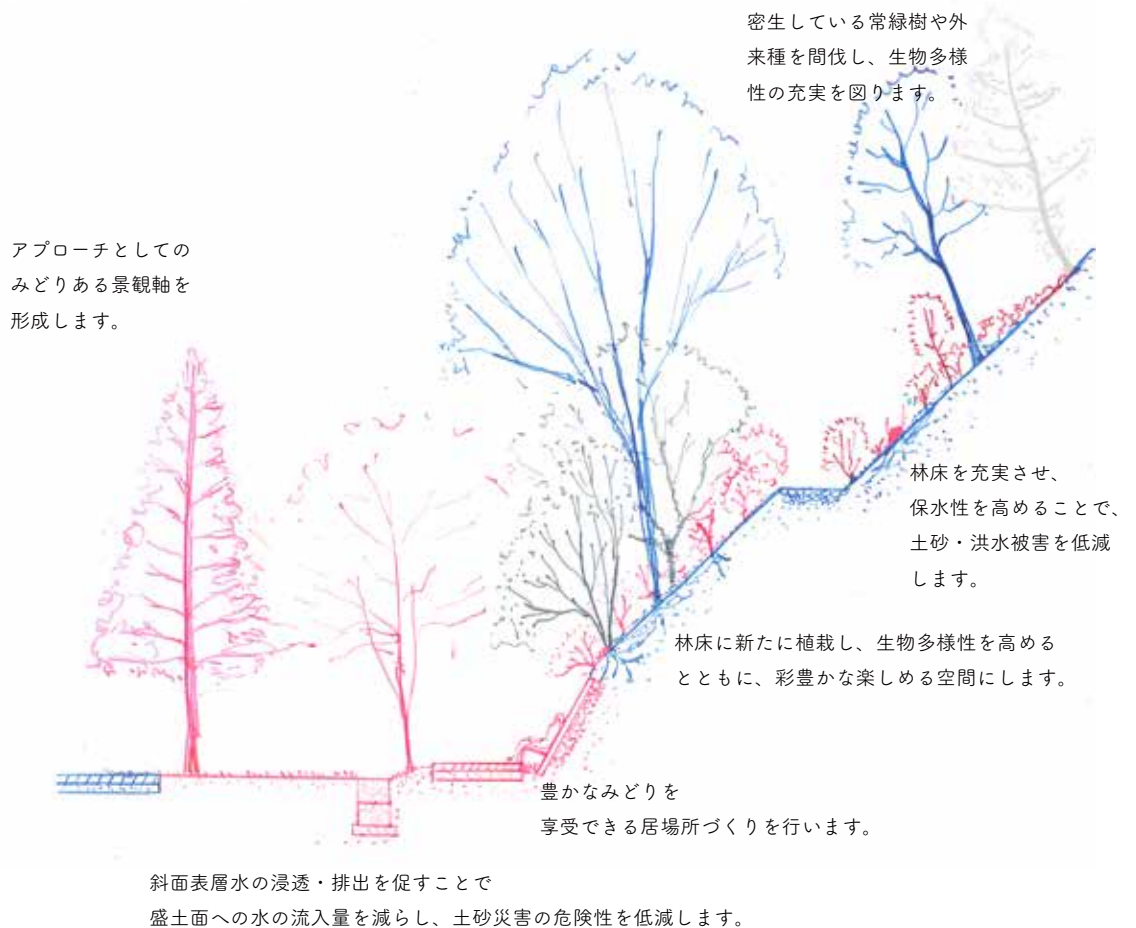 密生している常緑樹や外
来種を間伐し、生物多様
性の充実を図ります。
アプローチとしての
みどりある景観軸を
形成します。
林床を充実させ、
保水性を高めることで、
土砂・洪水被害を低減
します。
林床に新たに植栽し、生物多様性を高める
とともに、彩豊かな楽しめる空間にします。
豊かなみどりを
享受できる居場所づくりを行います。
斜面表層水の浸透・排出を促すことで
盛土面への水の流入量を減らし、土砂災害の危険性を低減します。